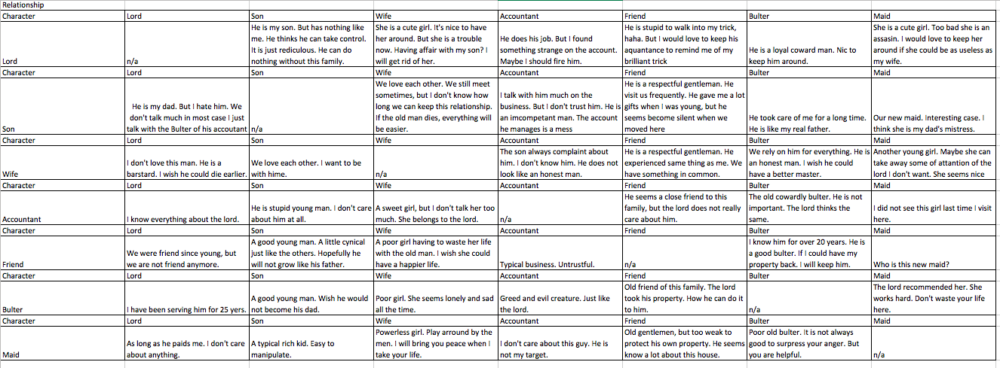 Relationship
Character
Lord
Son
Wife
Accountant
Friend
Bulter
Maid
Lord
n/a
He is my son. But has nothing like
me. He thinks he can take control.
It is just rediculous. He can do
nothing without this family.
She is a cute girl. It's nice to have
her around. But she is a trouble
now. Having affair with my son? I
will get rid of her.
He does his job. But I found
something strange on the account.
Maybe I should fire him.
He is stupid to walk into my trick,
haha. But I would love to keep his
aquantance to remind me of my
brilliant trick
He is a loyal coward man. Nic to
keep him around.
She is a cute girl. Too bad she is an
assasin. I would love to keep her
around if she could be as useless as
my wife.
Character
Lord
Son
Wife
Accountant
Friend
Bulter
Maid
Son
He is my dad. But I hate him. We
don't talk much in most case I just
talk with the Bulter of his accoutant
n/a
We love each other. We still meet
sometimes, but I don't know how
long we can keep this relationship.
If the old man dies, everything will
be easier.
I talk with him much on the
business. But I don't trust him. He is
an imcompetant man. The account
he manages is a mess
He is a respectful gentleman. He
visit us frequently. He gave me a lot
gifts when I was young, but he
seems become silent when we
moved here
He took care of me for a long time.
He is like my real father.
Our new maid. Interesting case. I
think she is my dad's mistress.
Character
Lord
Son
Wife
Accountant
Friend
Bulter
Maid
Wife
I don't love this man. He is a
barstard. I wish he could die earlier.
We love each other. I want to be
with hime.
n/a
The son always complaint about
him. I don't know him. He does not
look like an honest man.
He is a respectful gentleman. He
experienced same thing as me. We
have something in common.
We rely on him for everything. He is
an honest man. I wish he could
have a better master.
Another young girl. Maybe she can
take away some of attantion of the
lord I don't want. She seems nice
Character
Lord
Son
Wife
Accountant
Friend
Bulter
Maid
Accountant
I know everything about the lord.
He is stupid young man. I don't care
about him at all.
A sweet girl, but I don't talk her too
much. She belongs to the lord.
n/a
He seems a close friend to this
family, but the lord does not really
care about him.
The old cowardly bulter. He is not
important. The lord thinks the
same.
I did not see this girl last time I visit
here.
Character
Lord
Son
Wife
Accountant
Friend
Bulter
Maid
Friend
We were friend since young, but
we are not friend anymore.
A good young man. A little cynical
just like the others. Hopefully he
will not grow like his father.
A poor girl having to waste her life
with the old man. I wish she could
have a happier life.
Typical business. Untrustful.
n/a
I know him for over 20 years. He is
a good bulter. If I could have my
property back. I will keep him.
Who is this new maid?
Character
Lord
Son
Wife
Accountant
Friend
Bulter
Maid
Bulter
I have been serving him for 25 yers.
A good young man. Wish he would
not become his dad.
Poor girl. She seems lonely and sad
all the time.
Greed and evil creature. Just like
the lord.
Old friend of this family. The lord
took his property. How he can do it
to him.
n/a
The lord recommended her. She
works hard. Don't waste your life
here.
Character
Lord
Son
Wife
Accountant
Friend
Bulter
Maid
Maid
As long as he paids me. I don't care
about anything.
A typical rich kid. Easy to
manipulate.
Powerless girl. Play arround by the
men. I will bring you peace when I
take your life.
I don't care about this guy. He is
not my target.
Old gentlemen, but too weak to
protect his own property. He seems
know a lot about this house.
Poor old bulter. It is not always
good to surpress your anger. But
you are helpful.
n/a